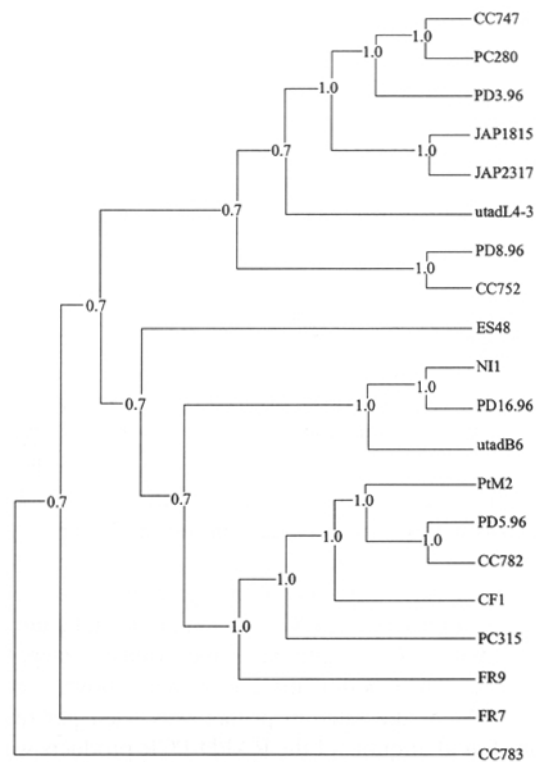 CC747
1.0
PC280
1.0
PD3.96
1.0
JAP1815
1.0
JAP2317
0.7
utadL4-3
0.7
PD8.96
1.0
CC752
0.7
ES48
0.7
NI1
1.0
PD16.96
1.0
utadB6
0.7
PtM2
1.0
PD5.96
1.0
CC782
1.0
CF1
1.0
PC315
1.0
FR9
0.7
FR7
CC783